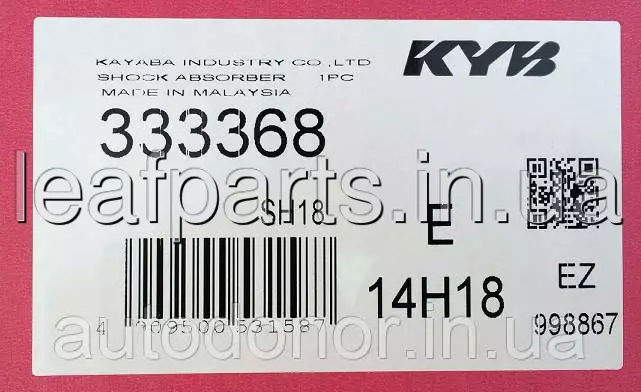 KAYABA INDUSTRY CO.,LTD
SHOCK ABSORBER 1PC
MADE IN MALAYSIA
KYB
333368
leafparts.in.ua
SH18
E
14H18
EZ
998867
4 909500 531587
autodonor.in.ua